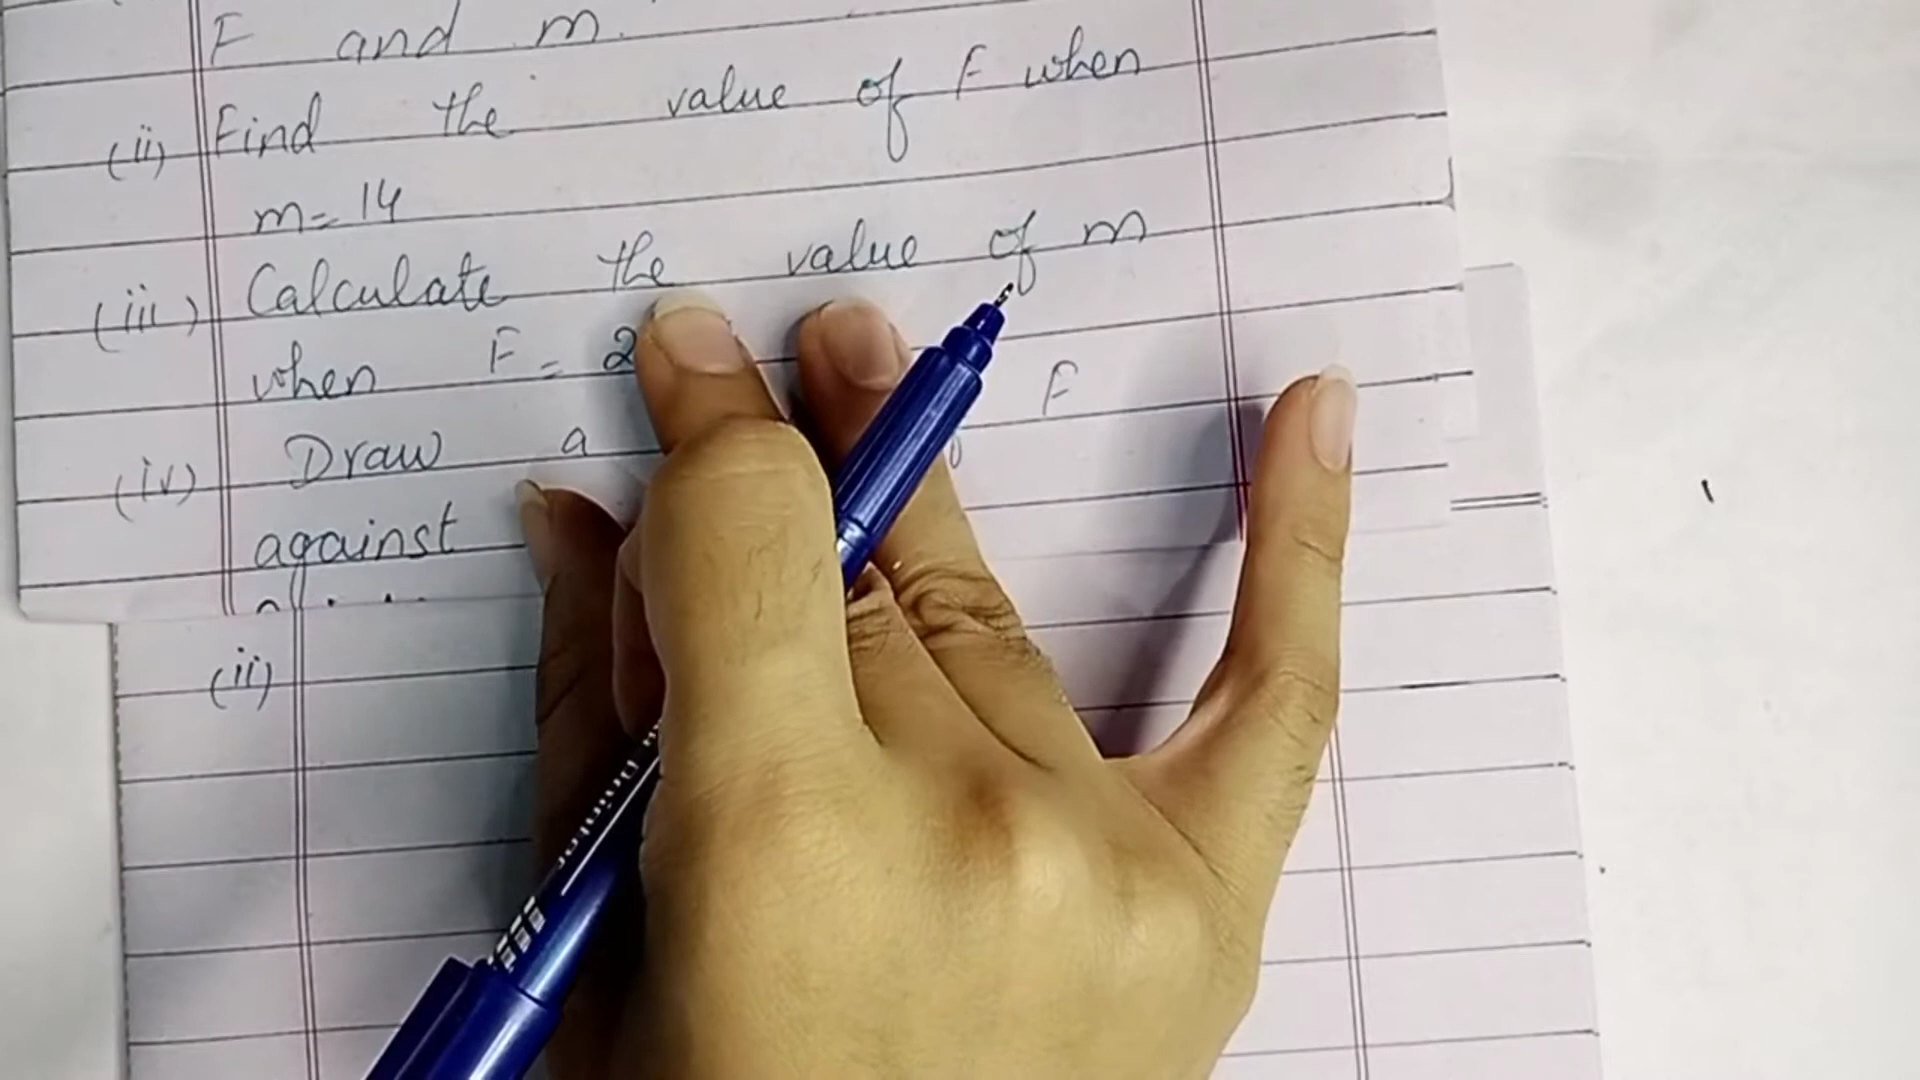 F and m.
(ii) Find the value of F when
m = 14
(iii) Calculate the value of m
when F = 2
(iv) Draw a F
against
(ii)
Pointer